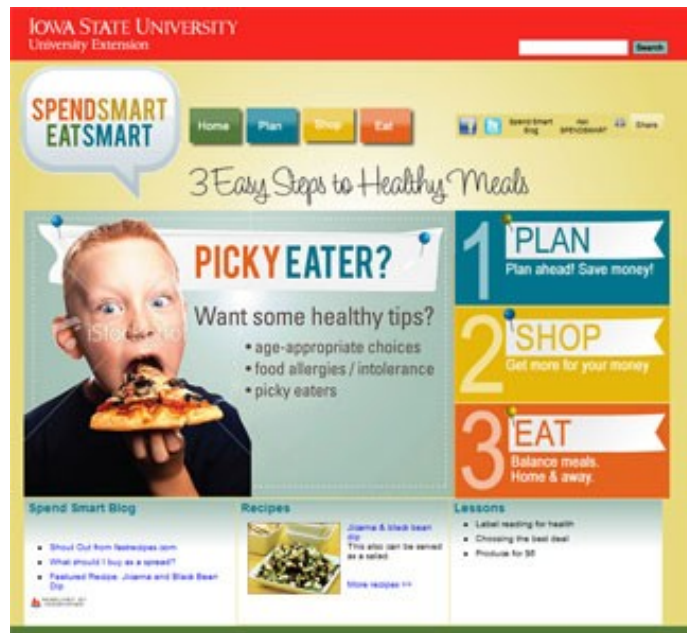 IOWA STATE UNIVERSITY
University Extension
Search
SPENDSMART
EATSMART
Home
Plan
Shop
Eat
Spend Smart
Blog
SPENDSMART
Share
3 Easy Steps to Healthy Meals
PICKY EATER?
Want some healthy tips?
• age-appropriate choices
• food allergies / intolerance
• picky eaters
iStock
1 PLAN
Plan ahead! Save money!
2 SHOP
Get more for your money
3 EAT
Balance meals.
Home & away.
Spend Smart Blog
Shout Out from
What should I buy as a spread?
Featured Recipe: Jicama and Black Bean
Dip
Recipes
Jicama & black bean
dip
This also can be served
as a salad.
More recipes >>
Lessons
Label reading for health
Choosing the best deal
Produce for